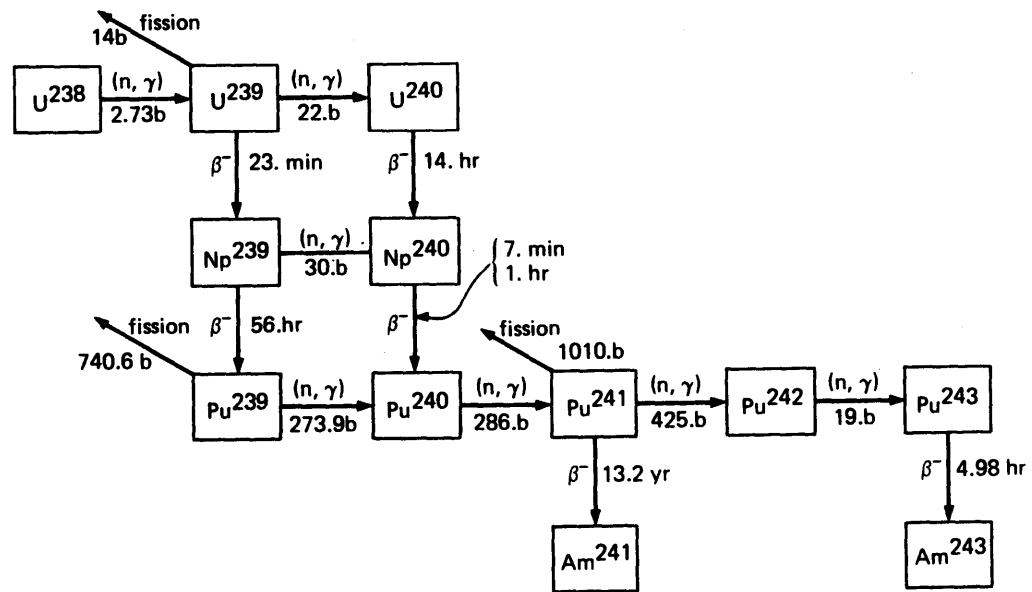 fission
14b
U238 (n, γ) U239 (n, γ) U240
2.73b 22.b
β− 23. min β− 14. hr
Np239 (n, γ) Np240
30.b
{ 7. min
{ 1. hr
fission β− 56.hr β− fission
740.6 b 1010.b
Pu239 (n, γ) Pu240 (n, γ) Pu241 (n, γ) Pu242 (n, γ) Pu243
273.9b 286.b 425.b 19.b
β− 13.2 yr β− 4.98 hr
Am241 Am243